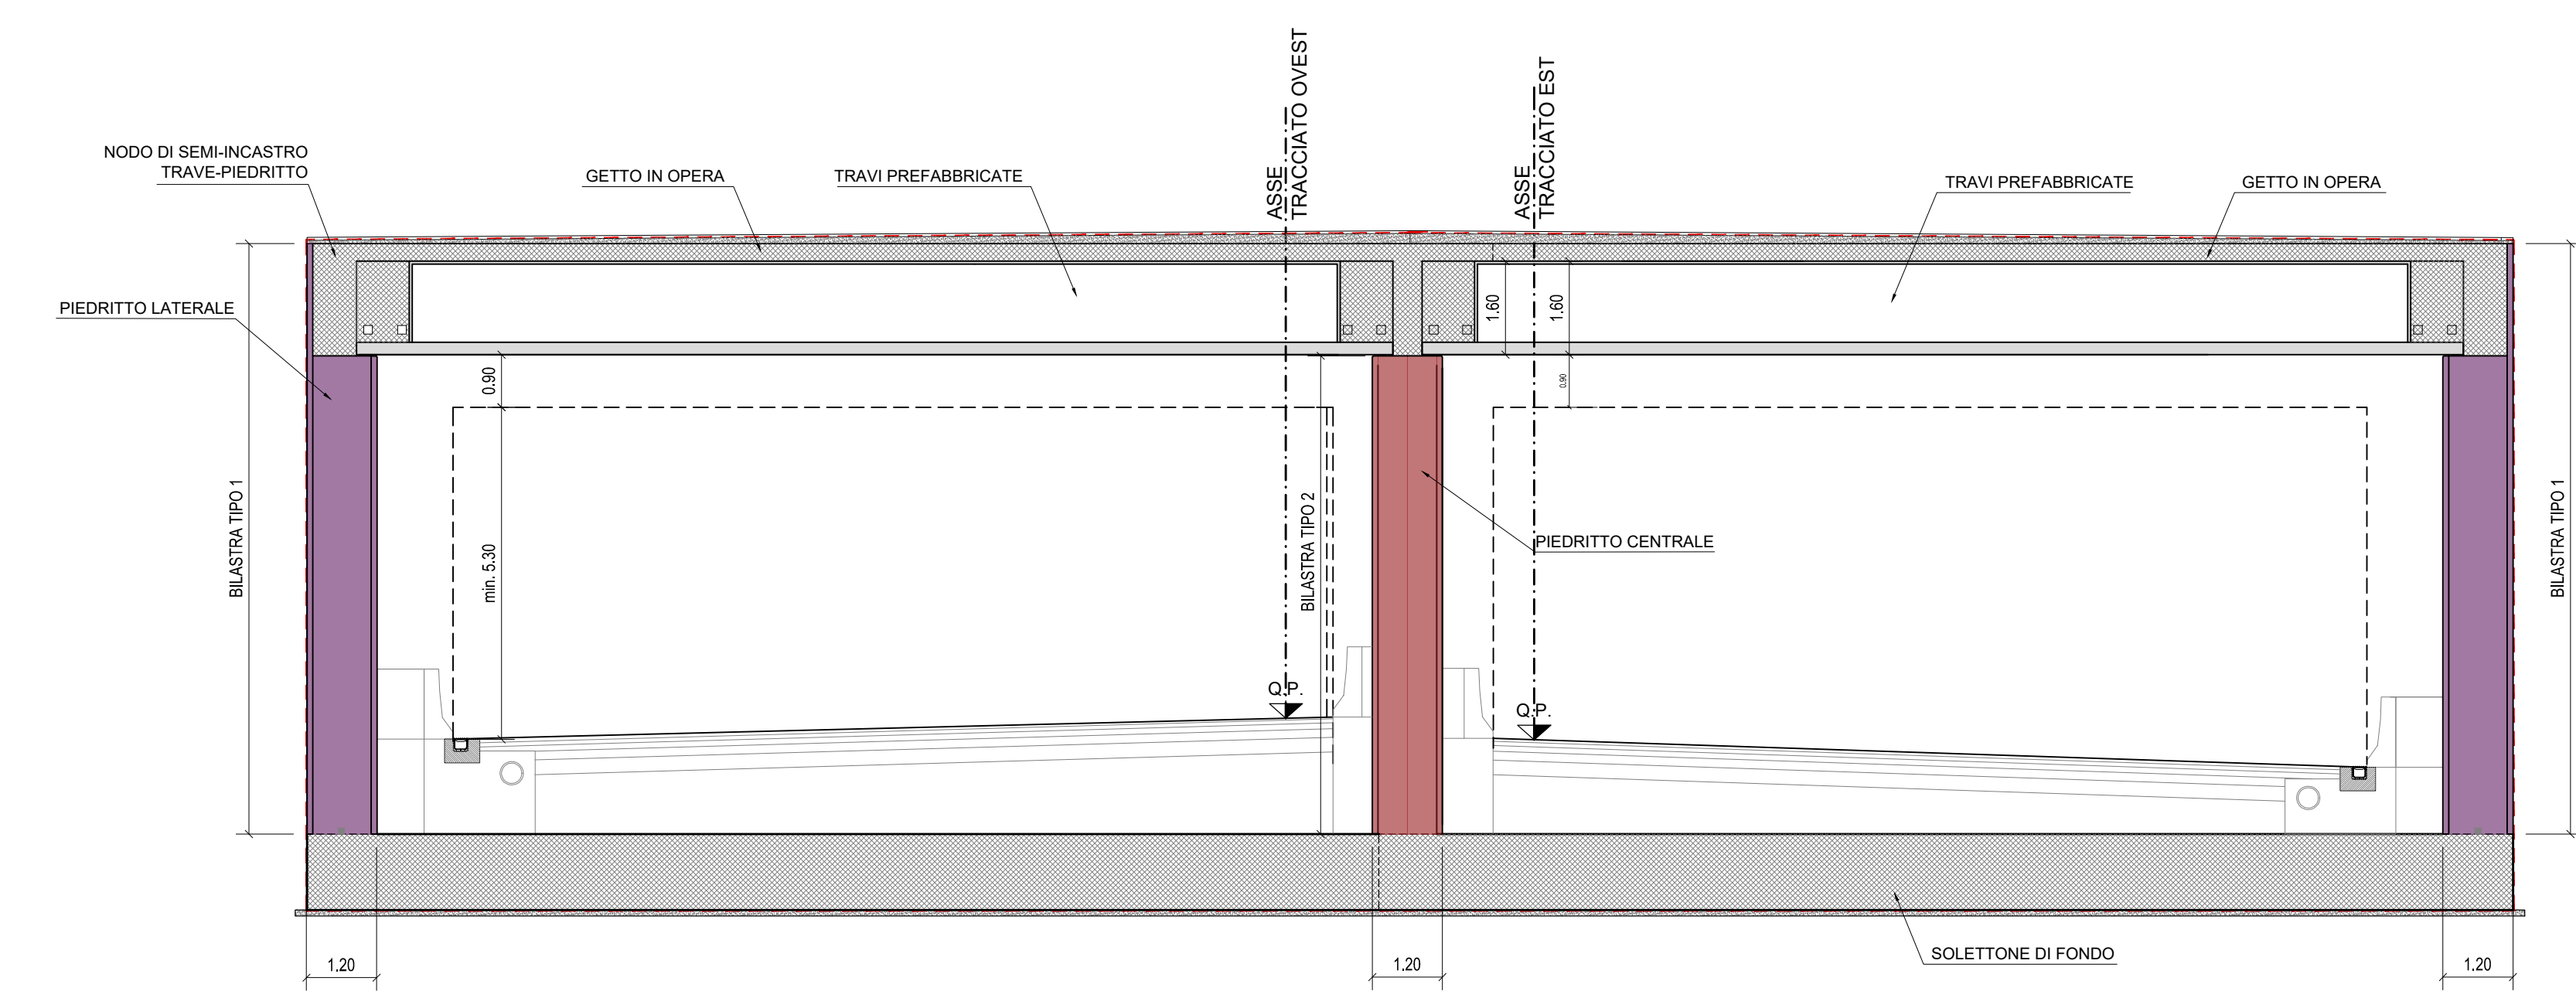 ASSE
TRACCIATO OVEST
ASSE
TRACCIATO EST
NODO DI SEMI-INCASTRO
TRAVE-PIEDRITTO
GETTO IN OPERA
TRAVI PREFABBRICATE
TRAVI PREFABBRICATE
GETTO IN OPERA
PIEDRITTO LATERALE
1.60
1.60
0.90
0.90
BILASTRA TIPO 1
min. 5.30
BILASTRA TIPO 2
PIEDRITTO CENTRALE
BILASTRA TIPO 1
Q.P.
Q.P.
SOLETTONE DI FONDO
1.20
1.20
1.20